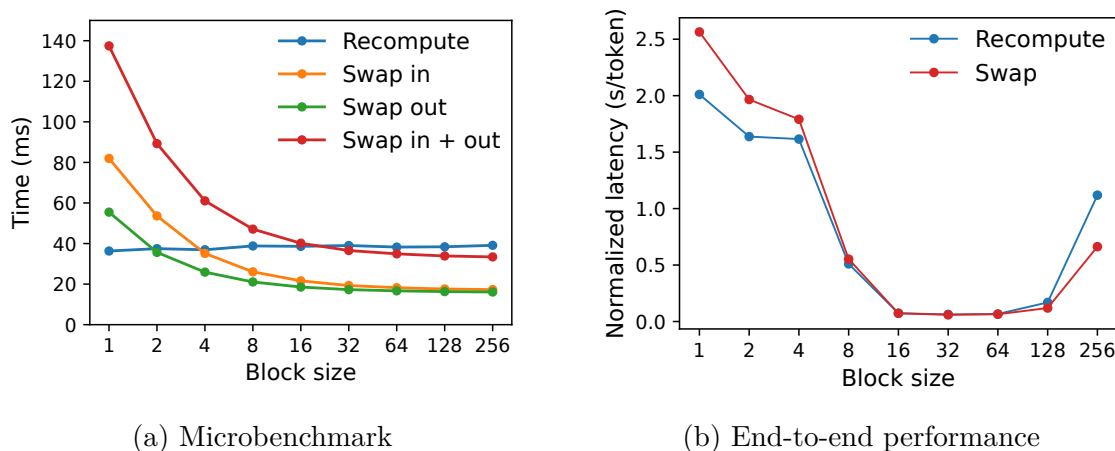 140
120
100
80
60
40
20
0
Time (ms)
Recompute
Swap in
Swap out
Swap in + out
1 2 4 8 16 32 64 128 256
Block size
(a) Microbenchmark
2.5
2.0
1.5
1.0
0.5
0.0
Normalized latency (s/token)
Recompute
Swap
1 2 4 8 16 32 64 128 256
Block size
(b) End-to-end performance